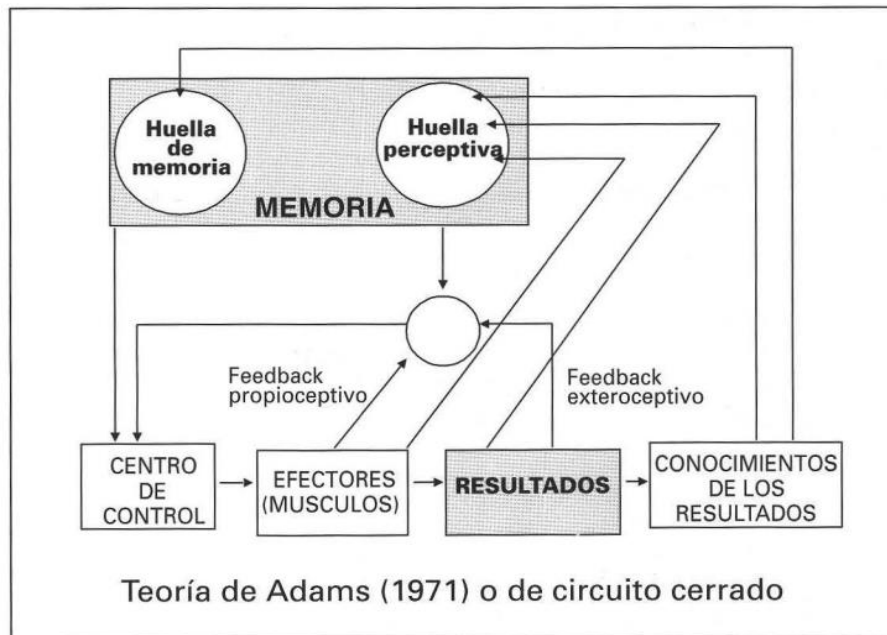 Huella
de
memoria
Huella
perceptiva
MEMORIA
Feedback
propioceptivo
Feedback
exteroceptivo
CENTRO
DE
CONTROL
EFECTORES
(MUSCULOS)
RESULTADOS
CONOCIMIENTOS
DE LOS
RESULTADOS
Teoría de Adams (1971) o de circuito cerrado